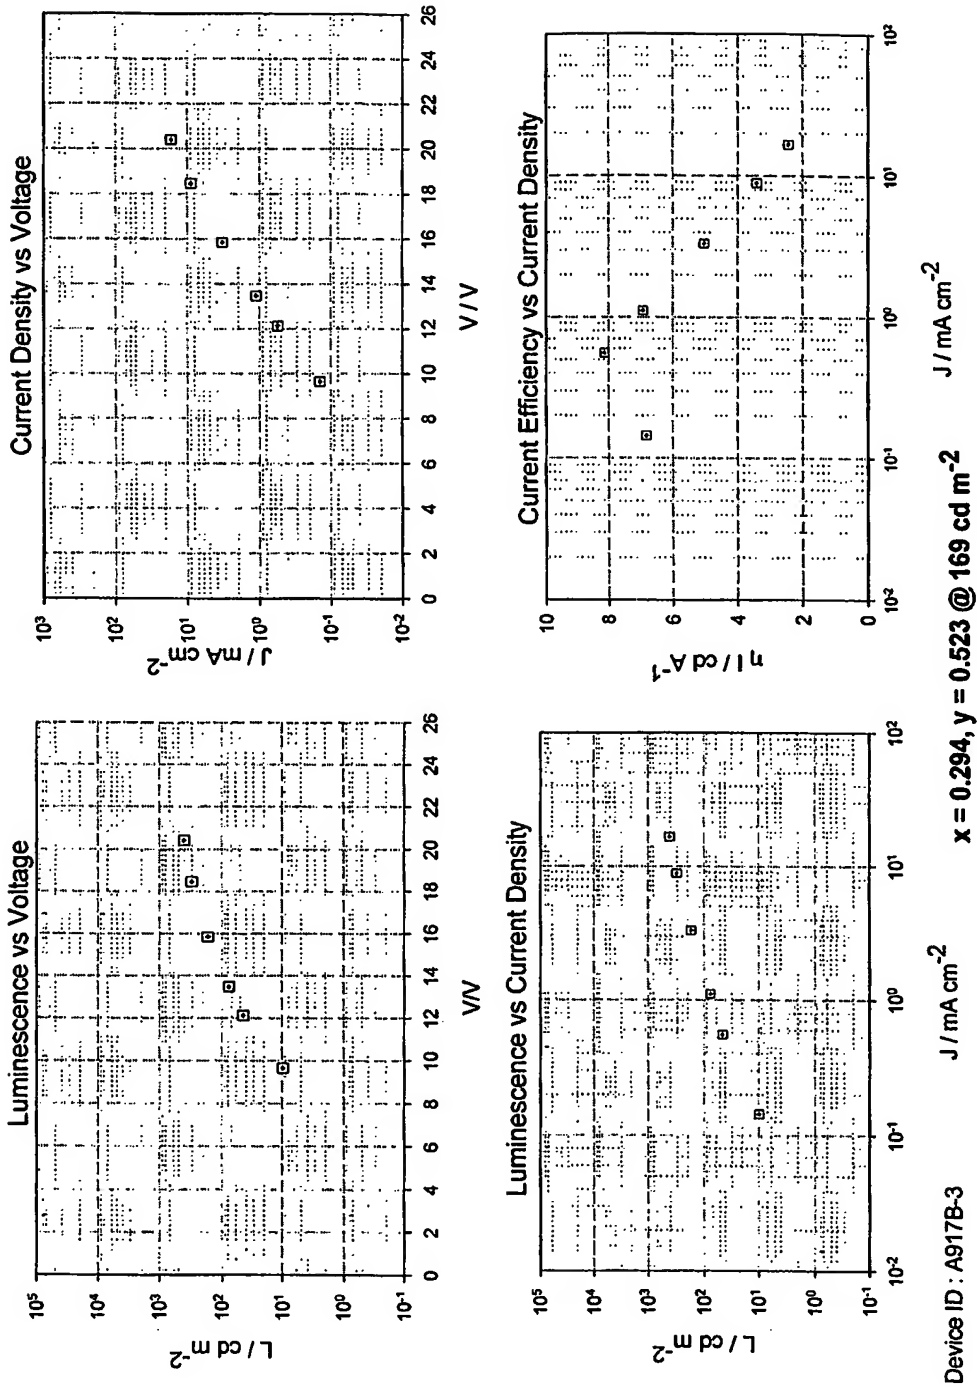 Luminescence vs Voltage
L / cd m⁻²
10⁵
10⁴
10³
10²
10¹
10⁰
10⁻¹
0 2 4 6 8 10 12 14 16 18 20 22 24 26
V/V
Current Density vs Voltage
J / mA cm⁻²
10³
10²
10¹
10⁰
10⁻¹
10⁻²
0 2 4 6 8 10 12 14 16 18 20 22 24 26
V / V
Luminescence vs Current Density
L / cd m⁻²
10⁵
10⁴
10³
10²
10¹
10⁰
10⁻¹
10⁻² 10⁻¹ 10⁰ 10¹ 10²
J / mA cm⁻²
Current Efficiency vs Current Density
η I / cd A⁻¹
10
8
6
4
2
0
10⁻² 10⁻¹ 10⁰ 10¹ 10²
J / mA cm⁻²
Device ID : A917B-3
x = 0.294, y = 0.523 @ 169 cd m⁻²